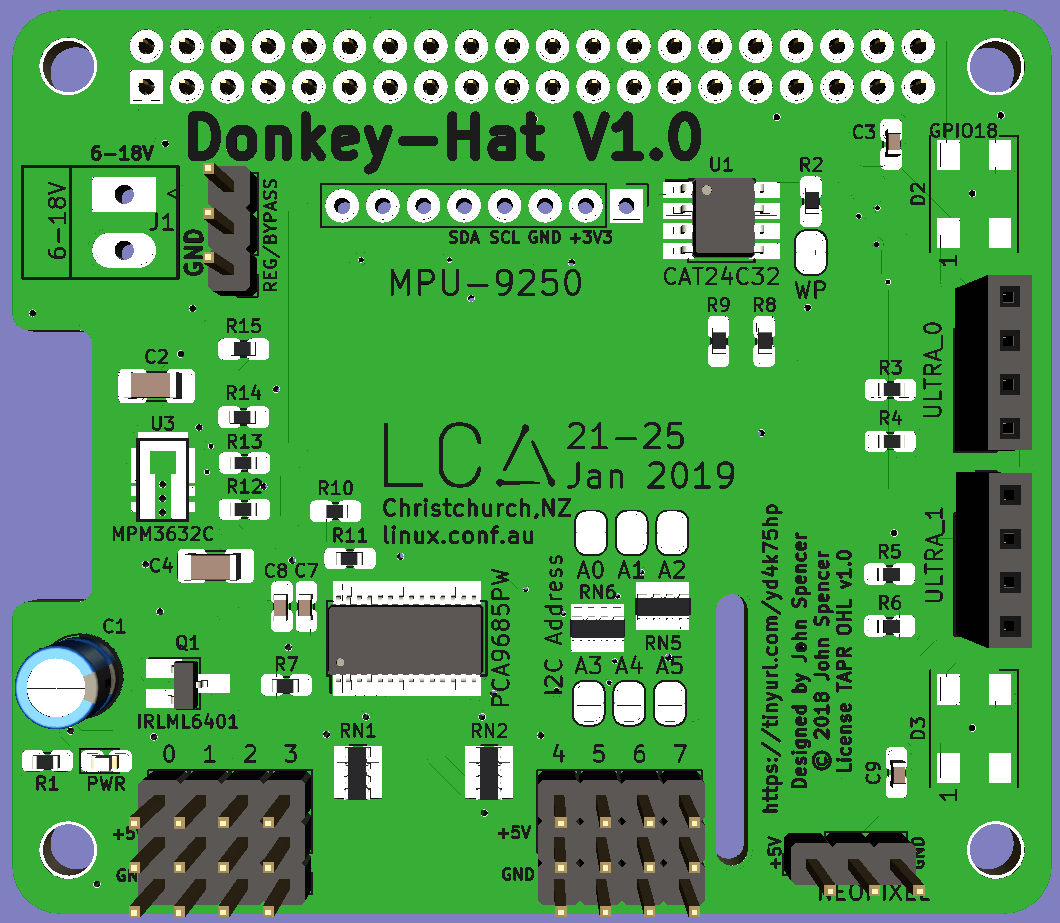 Donkey-Hat V1.0
6-18V
6-18V
J1
GND
REG/BYPASS
SDA SCL GND +3V3
MPU-9250
U1
CAT24C32
R2
WP
C3
GPIO18
D2
1
R9
R8
R15
C2
R14
U3
R13
R12
MPM3632C
C4
R10
R11
LCA
21-25
Jan 2019
Christchurch,NZ
linux.conf.au
ULTRA_0
R3
R4
ULTRA_1
R5
R6
A0 A1 A2
RN6
RN5
A3 A4 A5
I2C Address
PCA9685PW
C8
C7
R7
C1
Q1
IRLML6401
R1
PWR
0 1 2 3
RN1
RN2
4 5 6 7
+5V
GND
https://tinyurl.com/yd4k75hp
Designed by John Spencer
© 2018 John Spencer
License TAPR OHL v1.0
D3
1
C9
+5V
GND